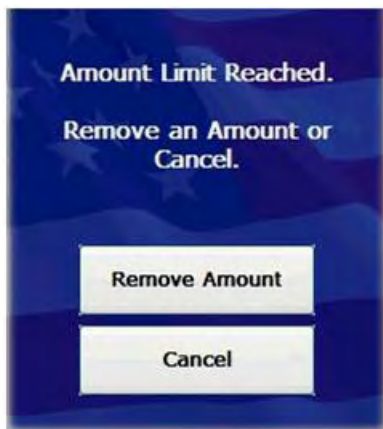 Amount Limit Reached.
Remove an Amount or
Cancel.
Remove Amount
Cancel